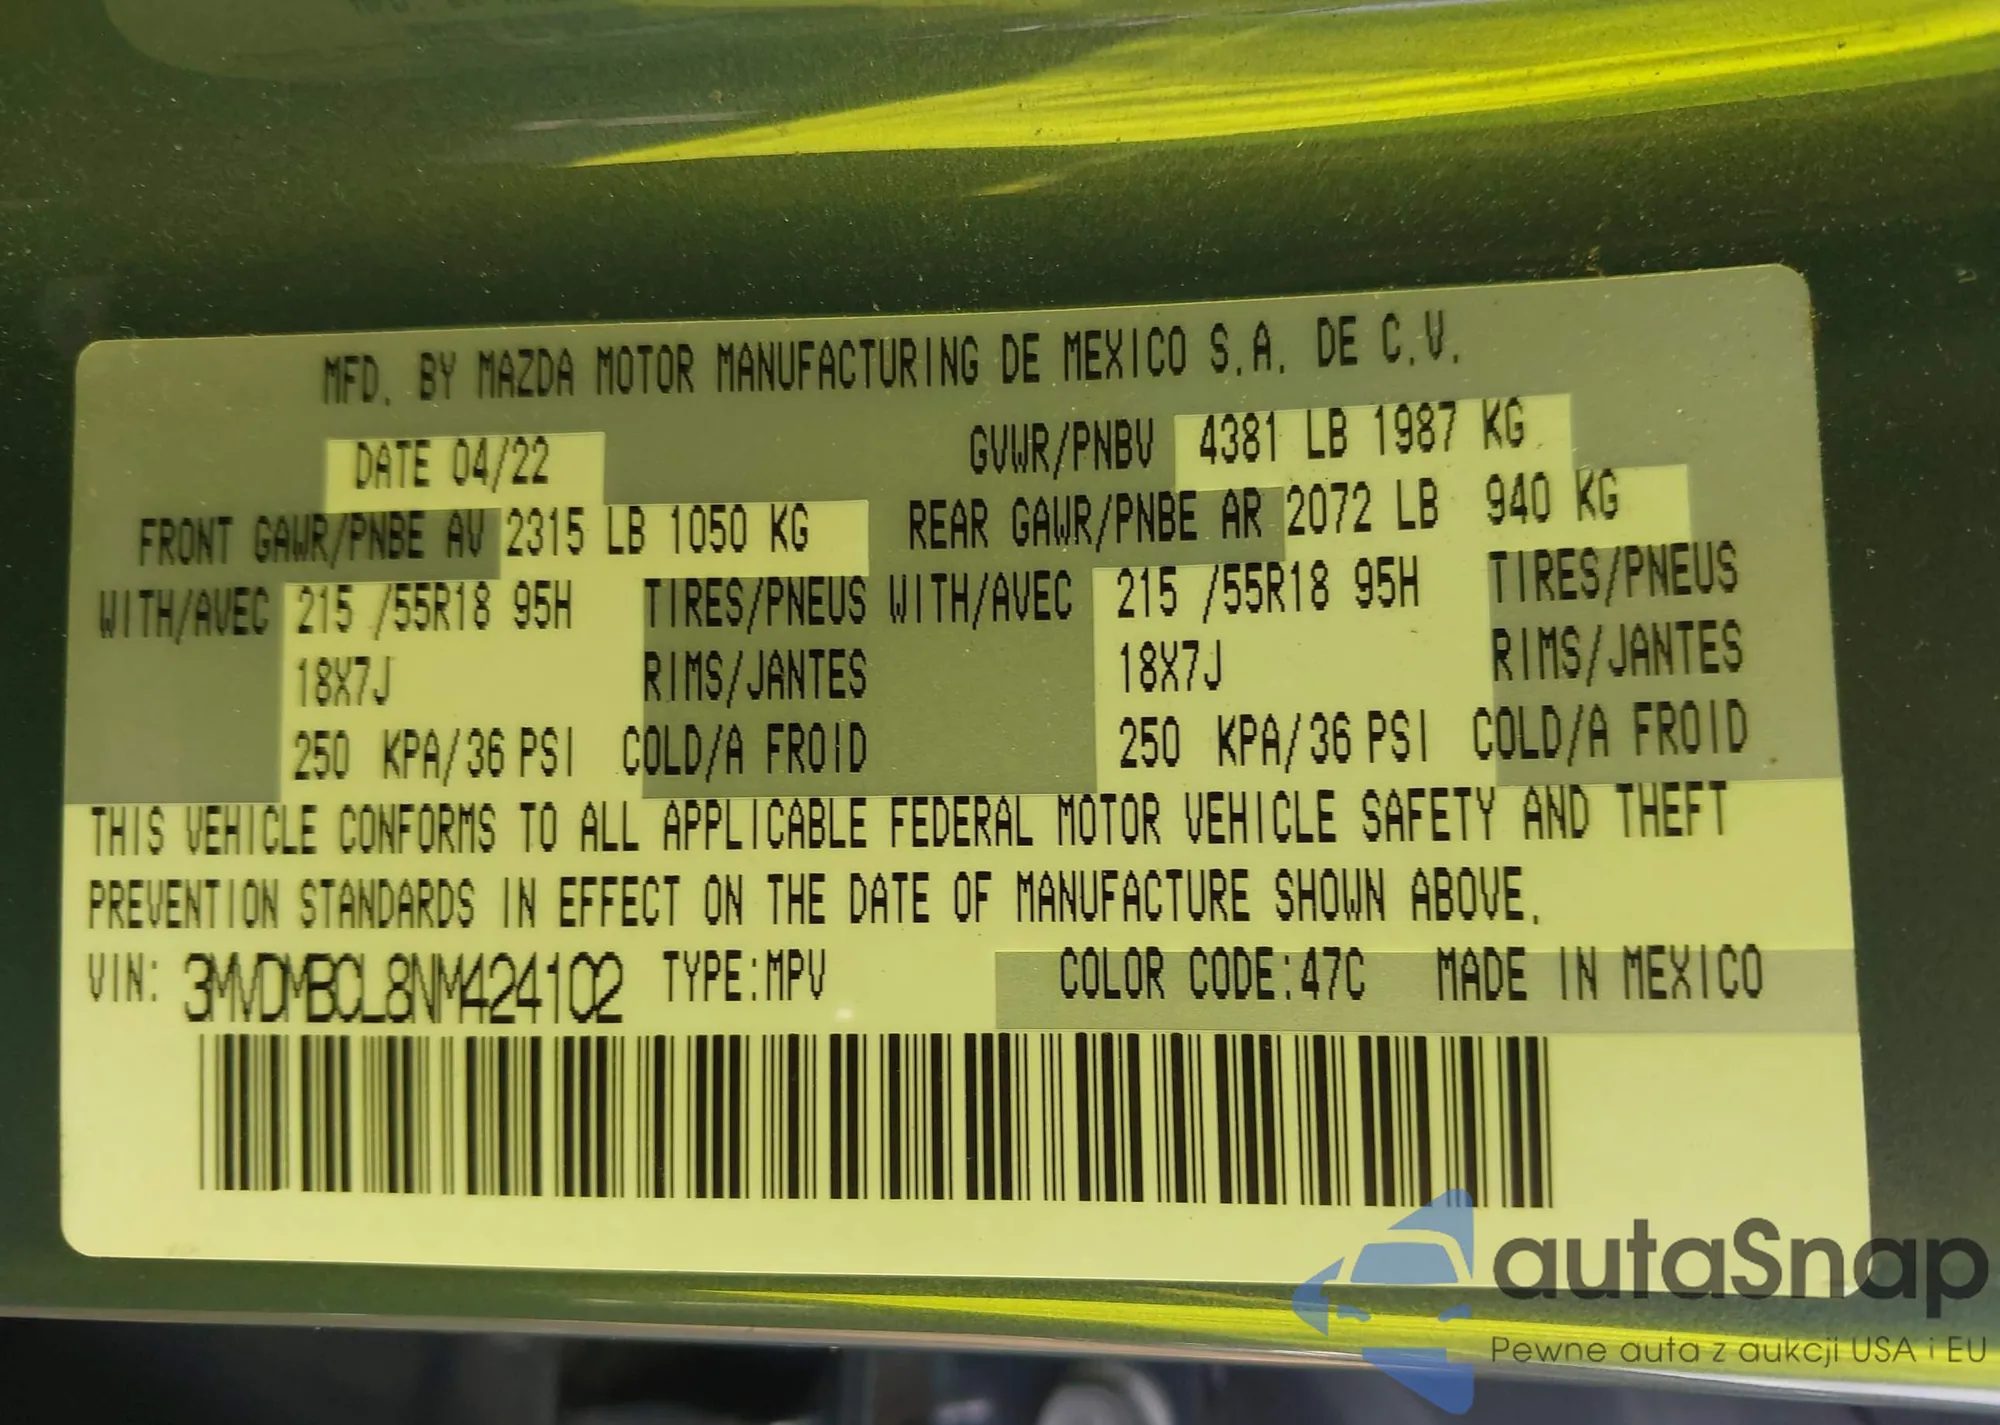 MFD. BY MAZDA MOTOR MANUFACTURING DE MEXICO S.A. DE C.V.
DATE 04/22 GVWR/PNBV 4381 LB 1987 KG
FRONT GAWR/PNBE AV 2315 LB 1050 KG REAR GAWR/PNBE AR 2072 LB 940 KG
WITH/AVEC 215 /55R18 95H TIRES/PNEUS WITH/AVEC 215 /55R18 95H TIRES/PNEUS
18X7J RIMS/JANTES 18X7J RIMS/JANTES
250 KPA/36 PSI COLD/A FROID 250 KPA/36 PSI COLD/A FROID
THIS VEHICLE CONFORMS TO ALL APPLICABLE FEDERAL MOTOR VEHICLE SAFETY AND THEFT
PREVENTION STANDARDS IN EFFECT ON THE DATE OF MANUFACTURE SHOWN ABOVE.
VIN: 3MVDMBCL8NM424102 TYPE:MPV COLOR CODE:47C MADE IN MEXICO
autaSnap
Pewne auta z aukcji USA i EU